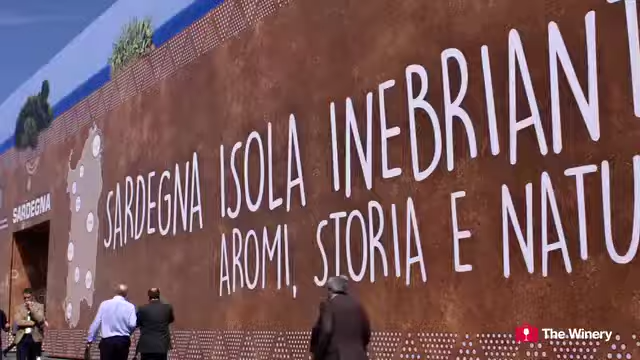 SARDEGNA
SARDEGNA ISOLA INEBRIANT
AROMI, STORIA E NATU
The.Winery